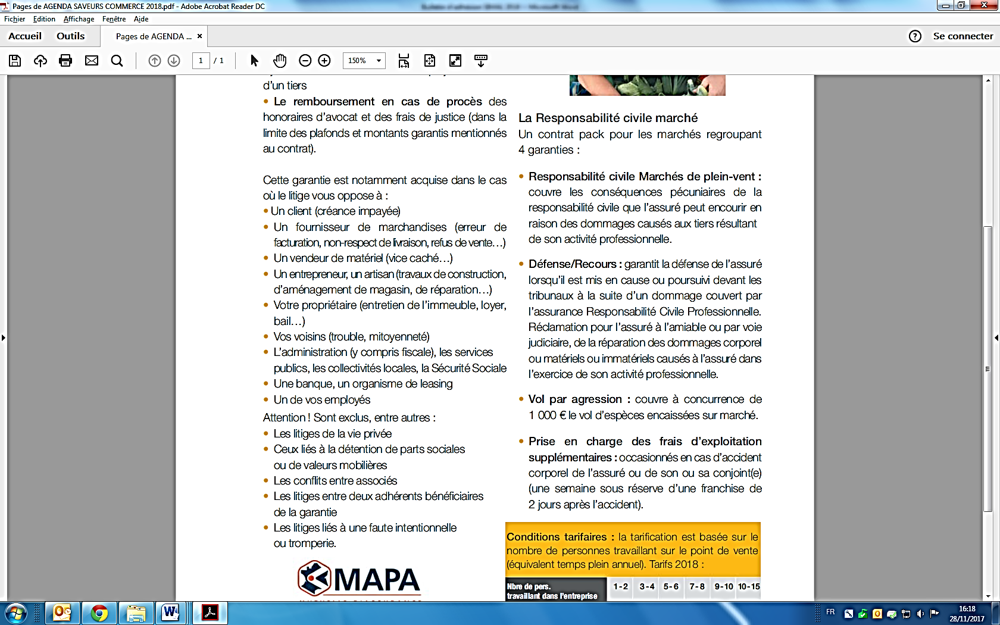 Pages de AGENDA SAVEURS COMMERCE 2018.pdf - Adobe Acrobat Reader DC
Fichier Edition Affichage Fenêtre Aide
Accueil Outils Pages de AGENDA ... × Se connecter
1 / 1 150%
d'un tiers
• Le remboursement en cas de procès des
honoraires d'avocat et des frais de justice (dans la
limite des plafonds et montants garantis mentionnés
au contrat).
Cette garantie est notamment acquise dans le cas
où le litige vous oppose à :
• Un client (créance impayée)
• Un fournisseur de marchandises (erreur de
facturation, non-respect de livraison, refus de vente…)
• Un vendeur de matériel (vice caché…)
• Un entrepreneur, un artisan (travaux de construction,
d'aménagement de magasin, de réparation…)
• Votre propriétaire (entretien de l'immeuble, loyer,
bail…)
• Vos voisins (trouble, mitoyenneté)
• L'administration (y compris fiscale), les services
publics, les collectivités locales, la Sécurité Sociale
• Une banque, un organisme de leasing
• Un de vos employés
Attention ! Sont exclus, entre autres :
• Les litiges de la vie privée
• Ceux liés à la détention de parts sociales
ou de valeurs mobilières
• Les conflits entre associés
• Les litiges entre deux adhérents bénéficiaires
de la garantie
• Les litiges liés à une faute intentionnelle
ou tromperie.
MAPA
La Responsabilité civile marché
Un contrat pack pour les marchés regroupant
4 garanties :
• Responsabilité civile Marchés de plein-vent :
couvre les conséquences pécuniaires de la
responsabilité civile que l'assuré peut encourir en
raison des dommages causés aux tiers résultant
de son activité professionnelle.
• Défense/Recours : garantit la défense de l'assuré
lorsqu'il est mis en cause ou poursuivi devant les
tribunaux à la suite d'un dommage couvert par
l'assurance Responsabilité Civile Professionnelle.
Réclamation pour l'assuré à l'amiable ou par voie
judiciaire, de la réparation des dommages corporel
ou matériels ou immatériels causés à l'assuré dans
l'exercice de son activité professionnelle.
• Vol par agression : couvre à concurrence de
1 000 € le vol d'espèces encaissées sur marché.
• Prise en charge des frais d'exploitation
supplémentaires : occasionnés en cas d'accident
corporel de l'assuré ou de son ou sa conjoint(e)
(une semaine sous réserve d'une franchise de
2 jours après l'accident).
Conditions tarifaires : la tarification est basée sur le
nombre de personnes travaillant sur le point de vente
(équivalent temps plein annuel). Tarifs 2018 :
Nbre de pers.
travaillant dans l'entreprise
1 - 2 3 - 4 5 - 6 7 - 8 9 - 10 10 - 15
FR 16:18
28/11/2017